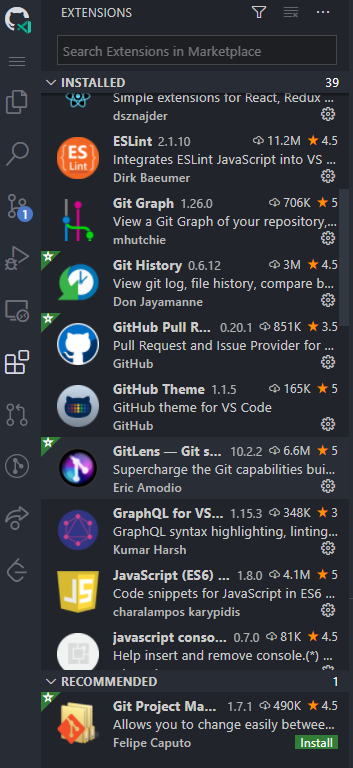 EXTENSIONS
Search Extensions in Marketplace
INSTALLED 39
Simple extensions for React, Redux ...
dsznajder
ESLint 2.1.10 11.2M 4.5
Integrates ESLint JavaScript into VS ...
Dirk Baeumer
Git Graph 1.26.0 706K 5
View a Git Graph of your repository,...
mhutchie
Git History 0.6.12 3M 4.5
View git log, file history, compare b...
Don Jayamanne
GitHub Pull R... 0.20.1 851K 3.5
Pull Request and Issue Provider for ...
GitHub
GitHub Theme 1.1.5 165K 5
GitHub theme for VS Code
GitHub
GitLens — Git s... 10.2.2 6.6M 5
Supercharge the Git capabilities bui...
Eric Amodio
GraphQL for VS... 1.15.3 348K 3
GraphQL syntax highlighting, linting...
Kumar Harsh
JavaScript (ES6) ... 1.8.0 4.1M 5
Code snippets for JavaScript in ES6 ...
charalampos karypidis
javascript conso... 0.7.0 81K 4.5
Help insert and remove console.(*) ...
RECOMMENDED 1
Git Project Ma... 1.7.1 490K 4.5
Allows you to change easily betwee...
Felipe Caputo Install
ES
Lint
JS
1